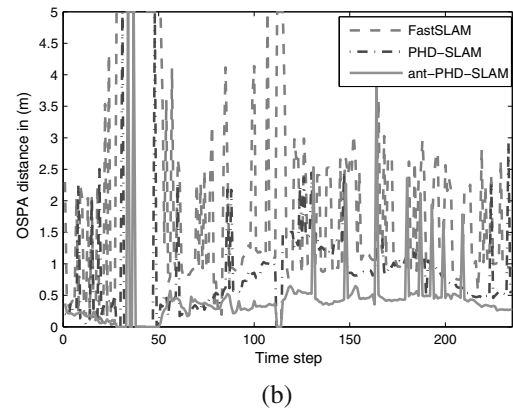 5
4.5
4
3.5
3
2.5
2
1.5
1
0.5
0
OSPA distance in (m)
FastSLAM
PHD-SLAM
ant-PHD-SLAM
0 50 100 150 200
Time step
(b)